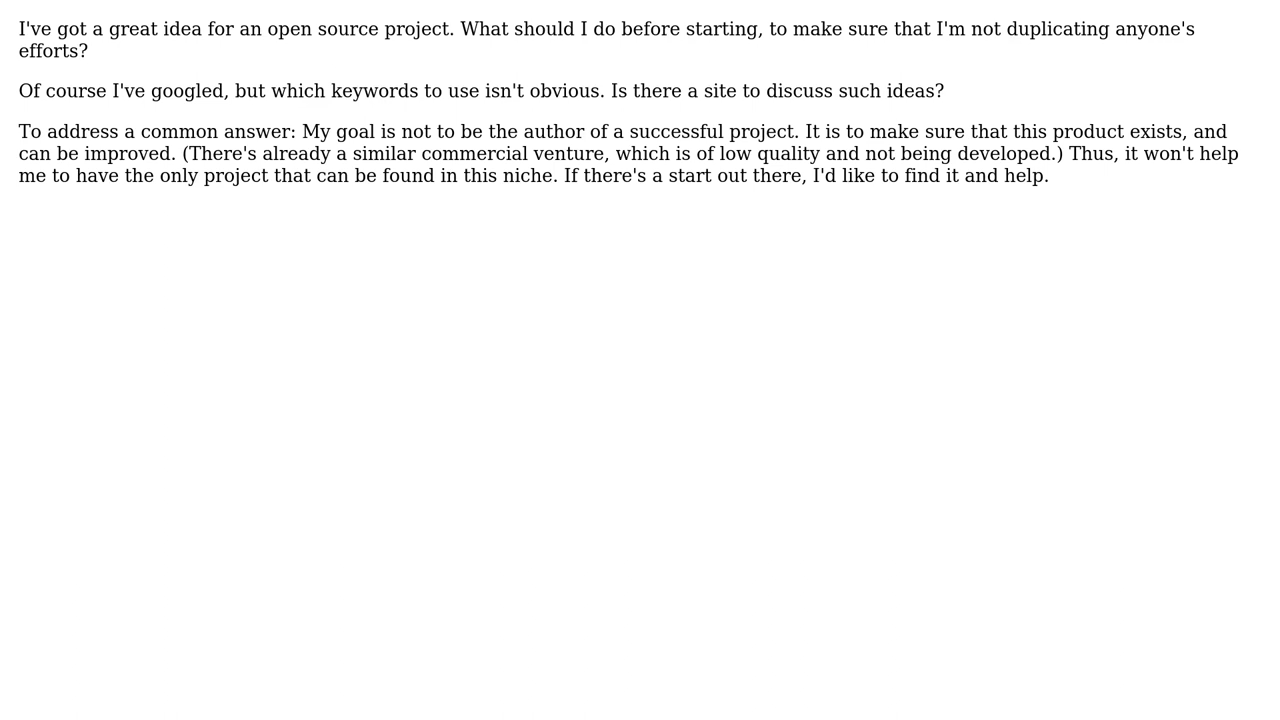 I've got a great idea for an open source project. What should I do before starting, to make sure that I'm not duplicating anyone's
efforts?
Of course I've googled, but which keywords to use isn't obvious. Is there a site to discuss such ideas?
To address a common answer: My goal is not to be the author of a successful project. It is to make sure that this product exists, and
can be improved. (There's already a similar commercial venture, which is of low quality and not being developed.) Thus, it won't help
me to have the only project that can be found in this niche. If there's a start out there, I'd like to find it and help.